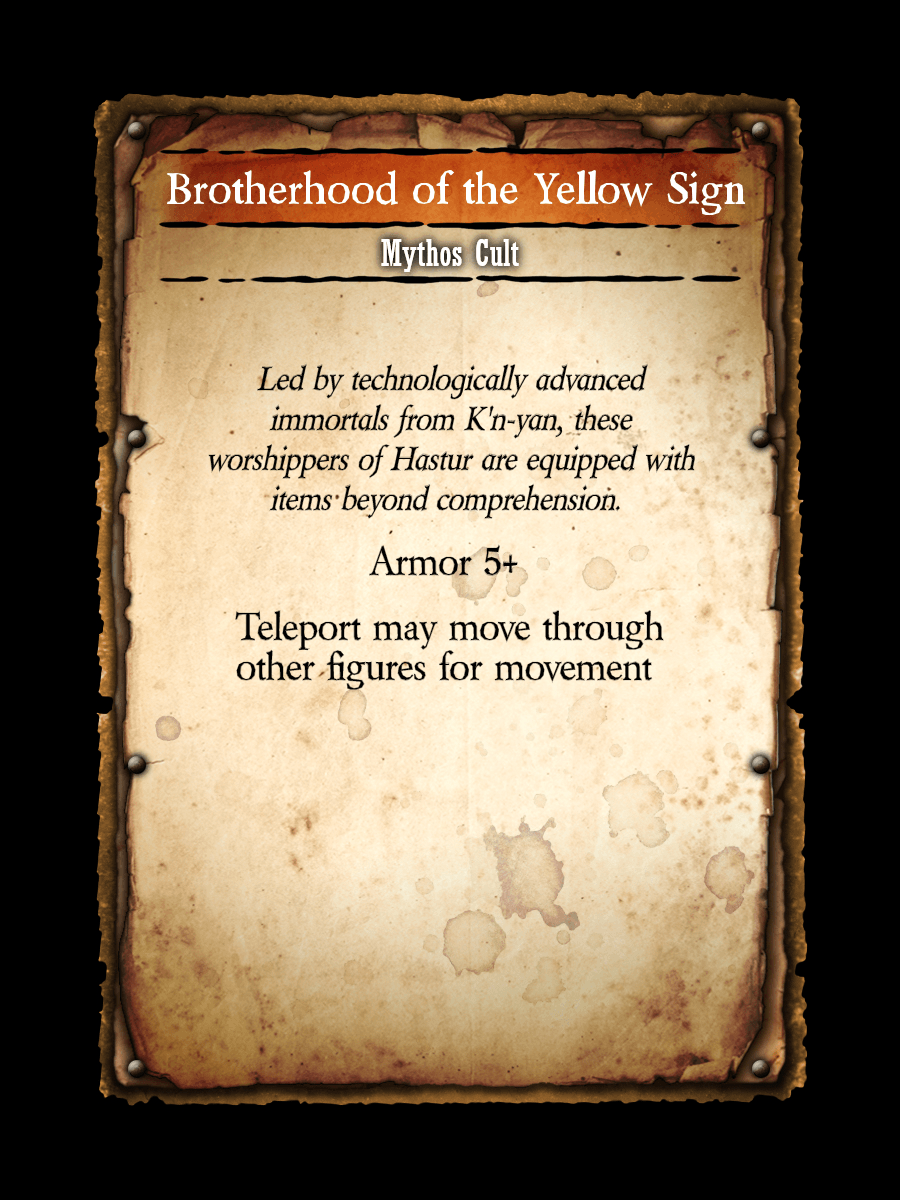 Brotherhood of the Yellow Sign
Mythos Cult
Led by technologically advanced
immortals from K'n-yan, these
worshippers of Hastur are equipped with
items beyond comprehension.
Armor 5+
Teleport may move through
other figures for movement